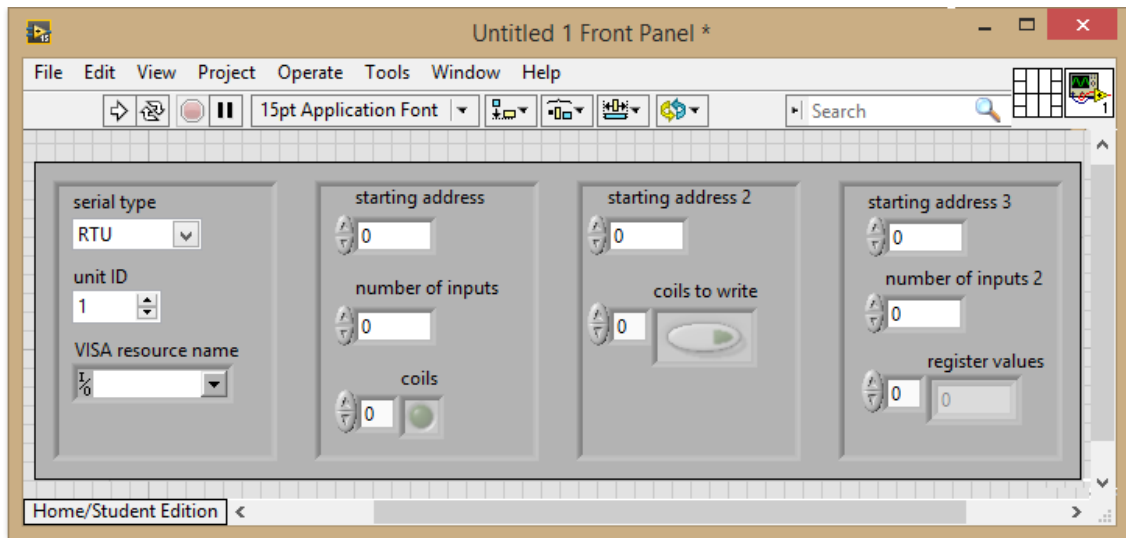 Untitled 1 Front Panel *
File Edit View Project Operate Tools Window Help
15pt Application Font
Search
15
1
serial type
RTU
unit ID
1
VISA resource name
I/O
starting address
0
number of inputs
0
coils
0
starting address 2
0
coils to write
0
starting address 3
0
number of inputs 2
0
register values
0 0
Home/Student Edition